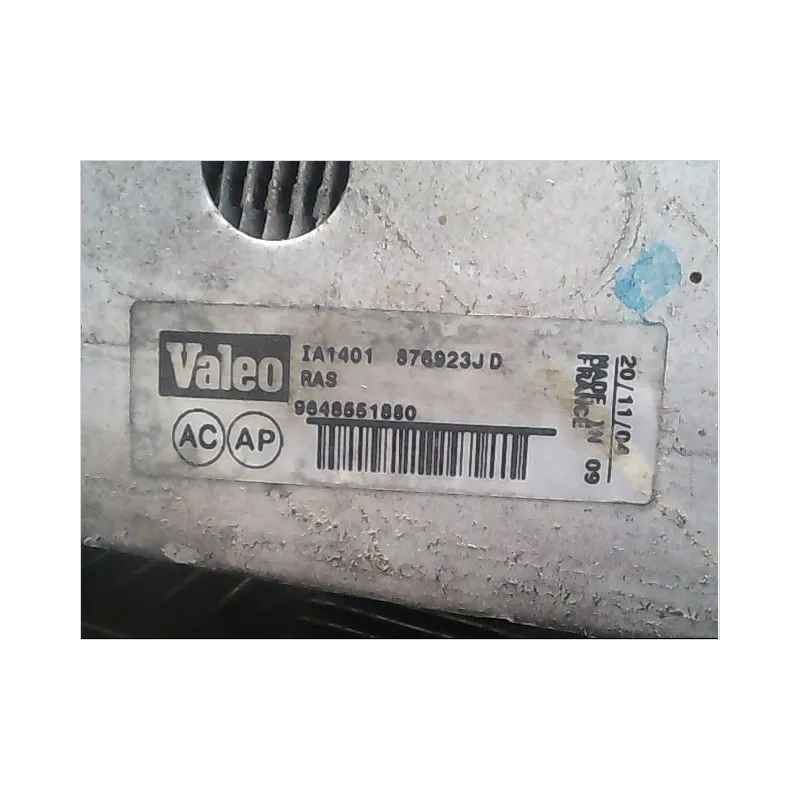 Valeo
IA1401 876923J D
RAS
9648551880
AC AP
MADE IN
FRANCE
20/11/04
09